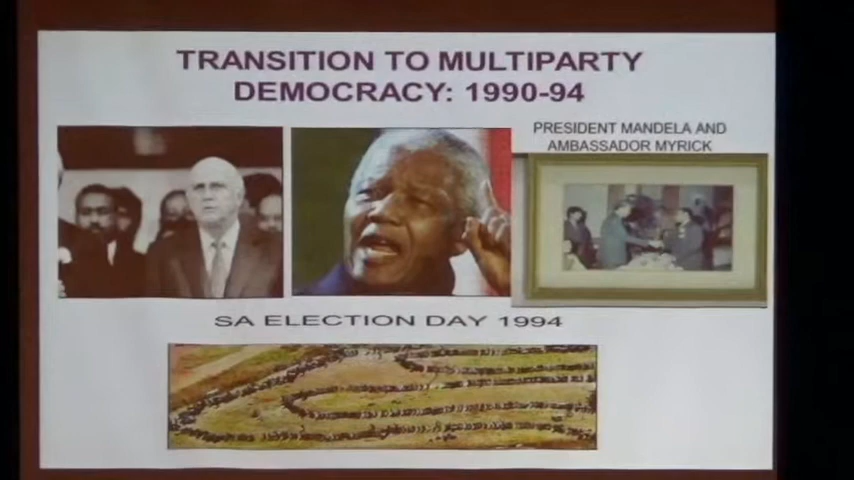 TRANSITION TO MULTIPARTY
DEMOCRACY: 1990-94
PRESIDENT MANDELA AND
AMBASSADOR MYRICK
SA ELECTION DAY 1994